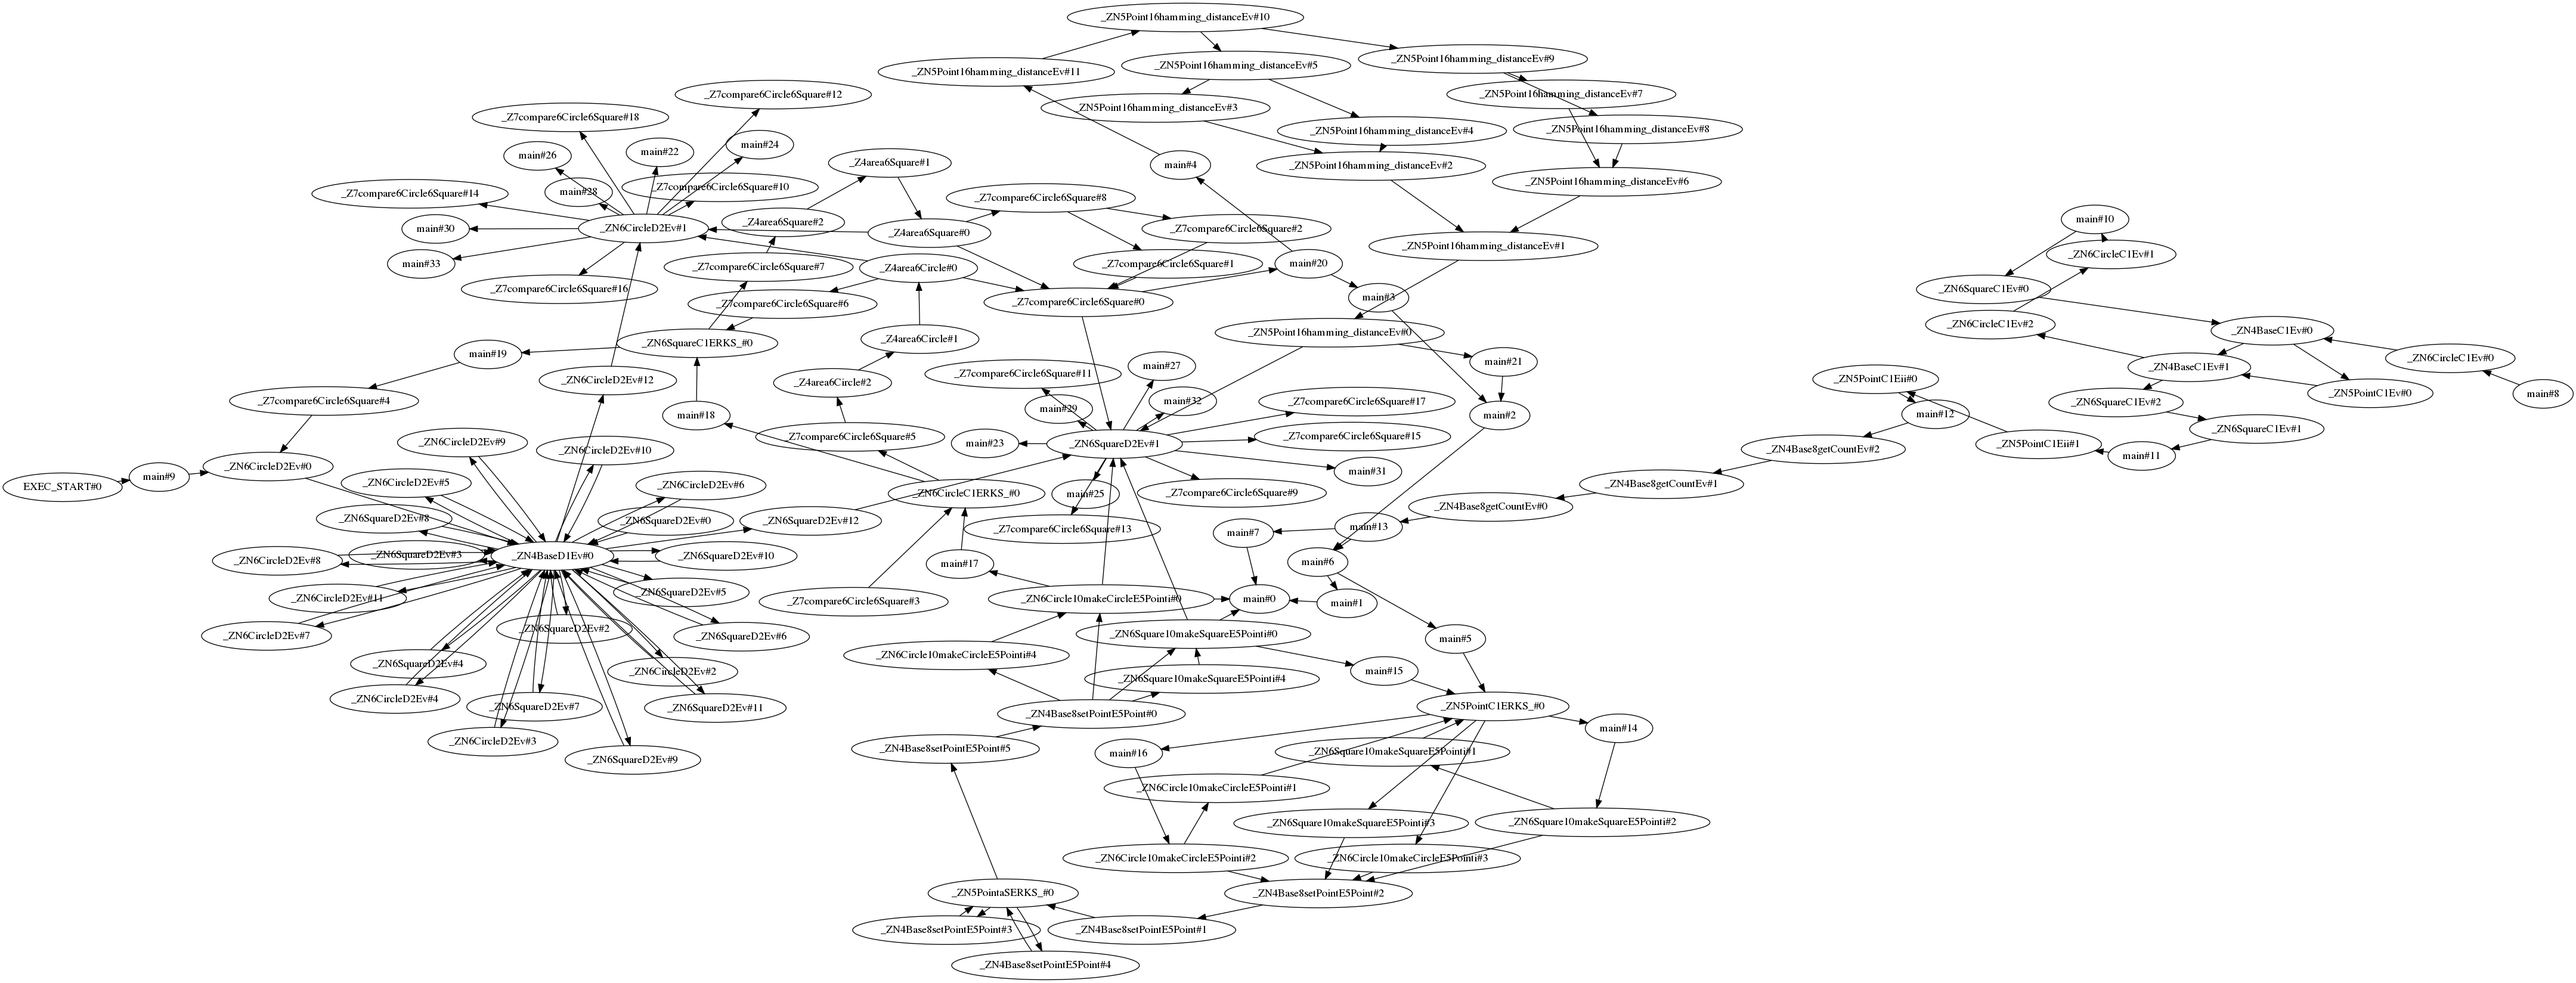 _ZN5Point16hamming_distanceEv#10
_ZN5Point16hamming_distanceEv#9
_ZN5Point16hamming_distanceEv#5
_ZN5Point16hamming_distanceEv#11
_Z7compare6Circle6Square#12
_ZN5Point16hamming_distanceEv#7
_ZN5Point16hamming_distanceEv#3
_Z7compare6Circle6Square#18
_ZN5Point16hamming_distanceEv#8
_ZN5Point16hamming_distanceEv#4
main#24
main#22
main#26
_Z4area6Square#1
main#4
_ZN5Point16hamming_distanceEv#2
_ZN5Point16hamming_distanceEv#6
_Z7compare6Circle6Square#10
main#28
_Z7compare6Circle6Square#14
_Z7compare6Circle6Square#8
main#10
_Z4area6Square#2
main#30
_ZN6CircleD2Ev#1
_Z4area6Square#0
_Z7compare6Circle6Square#2
_ZN5Point16hamming_distanceEv#1
_ZN6CircleC1Ev#1
main#33
_Z7compare6Circle6Square#7
_Z4area6Circle#0
_Z7compare6Circle6Square#1
main#20
_Z7compare6Circle6Square#16
_ZN6SquareC1Ev#0
main#3
_Z7compare6Circle6Square#6
_Z7compare6Circle6Square#0
_ZN6CircleC1Ev#2
_ZN4BaseC1Ev#0
_ZN5Point16hamming_distanceEv#0
_Z4area6Circle#1
_ZN6SquareC1ERKS_#0
main#19
main#21
_ZN6CircleC1Ev#0
main#27
_ZN4BaseC1Ev#1
_Z7compare6Circle6Square#11
_ZN6CircleD2Ev#12
_Z4area6Circle#2
_ZN5PointC1Eii#0
_ZN5PointC1Ev#0
main#8
_Z7compare6Circle6Square#4
main#32
_Z7compare6Circle6Square#17
_ZN6SquareC1Ev#2
main#29
main#18
main#2
main#12
_ZN6SquareC1Ev#1
_Z7compare6Circle6Square#5
_Z7compare6Circle6Square#15
_ZN6CircleD2Ev#9
main#23
_ZN6SquareD2Ev#1
_ZN5PointC1Eii#1
_ZN6CircleD2Ev#10
_ZN4Base8getCountEv#2
main#11
_ZN6CircleD2Ev#0
main#31
main#9
_ZN6CircleD2Ev#5
_ZN6CircleD2Ev#6
_ZN4Base8getCountEv#1
EXEC_START#0
main#25
_ZN6CircleC1ERKS_#0
_Z7compare6Circle6Square#9
_ZN4Base8getCountEv#0
_ZN6SquareD2Ev#8
_ZN6SquareD2Ev#0
_ZN6SquareD2Ev#12
_Z7compare6Circle6Square#13
main#13
main#7
_ZN6SquareD2Ev#3
_ZN4BaseD1Ev#0
_ZN6SquareD2Ev#10
_ZN6CircleD2Ev#8
main#6
main#17
_ZN6SquareD2Ev#5
_ZN6CircleD2Ev#11
_ZN6Circle10makeCircleE5Pointi#0
main#0
_Z7compare6Circle6Square#3
main#1
_ZN6SquareD2Ev#2
_ZN6CircleD2Ev#7
_ZN6SquareD2Ev#6
_ZN6Square10makeSquareE5Pointi#0
main#5
_ZN6Circle10makeCircleE5Pointi#4
_ZN6SquareD2Ev#4
_ZN6CircleD2Ev#2
main#15
_ZN6Square10makeSquareE5Pointi#4
_ZN6CircleD2Ev#4
_ZN6SquareD2Ev#7
_ZN6SquareD2Ev#11
_ZN5PointC1ERKS_#0
_ZN4Base8setPointE5Point#0
main#14
_ZN6CircleD2Ev#3
_ZN4Base8setPointE5Point#5
main#16
_ZN6Square10makeSquareE5Pointi#1
_ZN6SquareD2Ev#9
_ZN6Circle10makeCircleE5Pointi#1
_ZN6Square10makeSquareE5Pointi#3
_ZN6Square10makeSquareE5Pointi#2
_ZN6Circle10makeCircleE5Pointi#2
_ZN6Circle10makeCircleE5Pointi#3
_ZN5PointaSERKS_#0
_ZN4Base8setPointE5Point#2
_ZN4Base8setPointE5Point#3
_ZN4Base8setPointE5Point#1
_ZN4Base8setPointE5Point#4